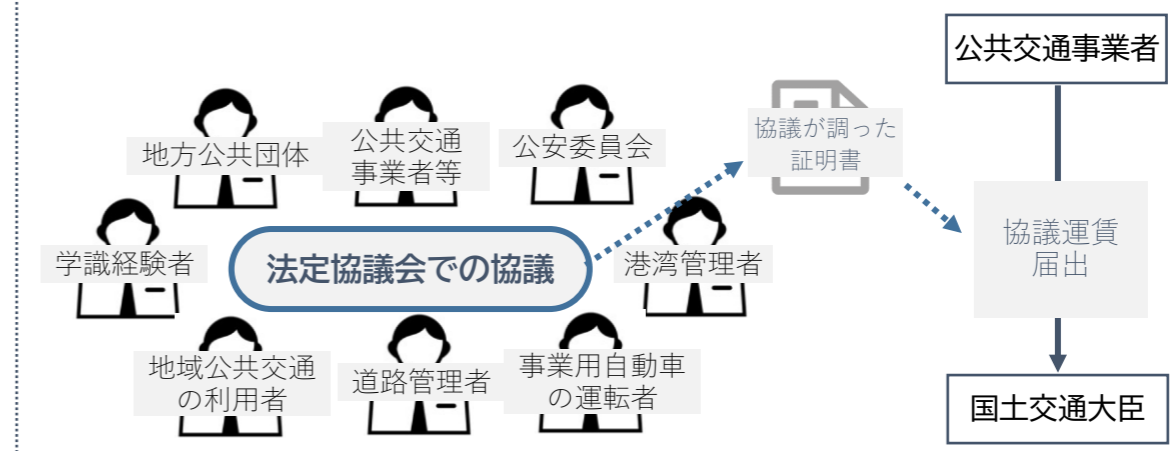 公共交通事業者
協議が調った
証明書
地方公共団体
公共交通
事業者等
公安委員会
学識経験者
法定協議会での協議
港湾管理者
協議運賃
届出
地域公共交通
の利用者
道路管理者
事業用自動車
の運転者
国土交通大臣